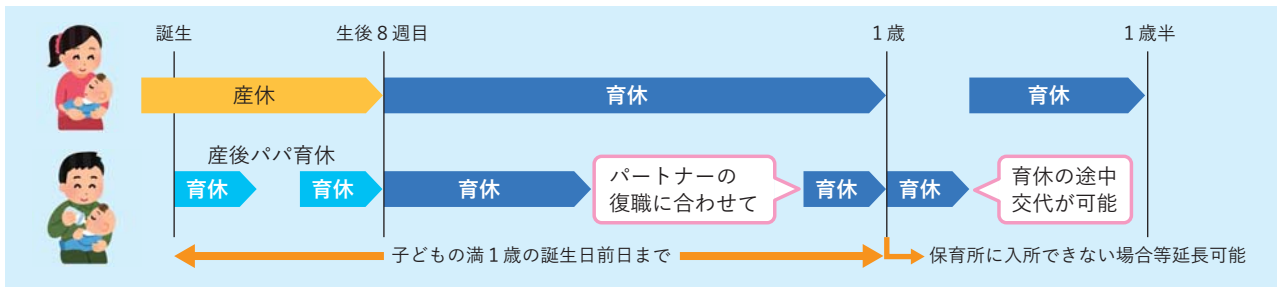 誕生
生後8週目
1歳
1歳半
産休
育休
育休
産後パパ育休
育休
育休
育休
パートナーの
復職に合わせて
育休
育休
育休の途中
交代が可能
子どもの満1歳の誕生日前日まで
保育所に入所できない場合等延長可能